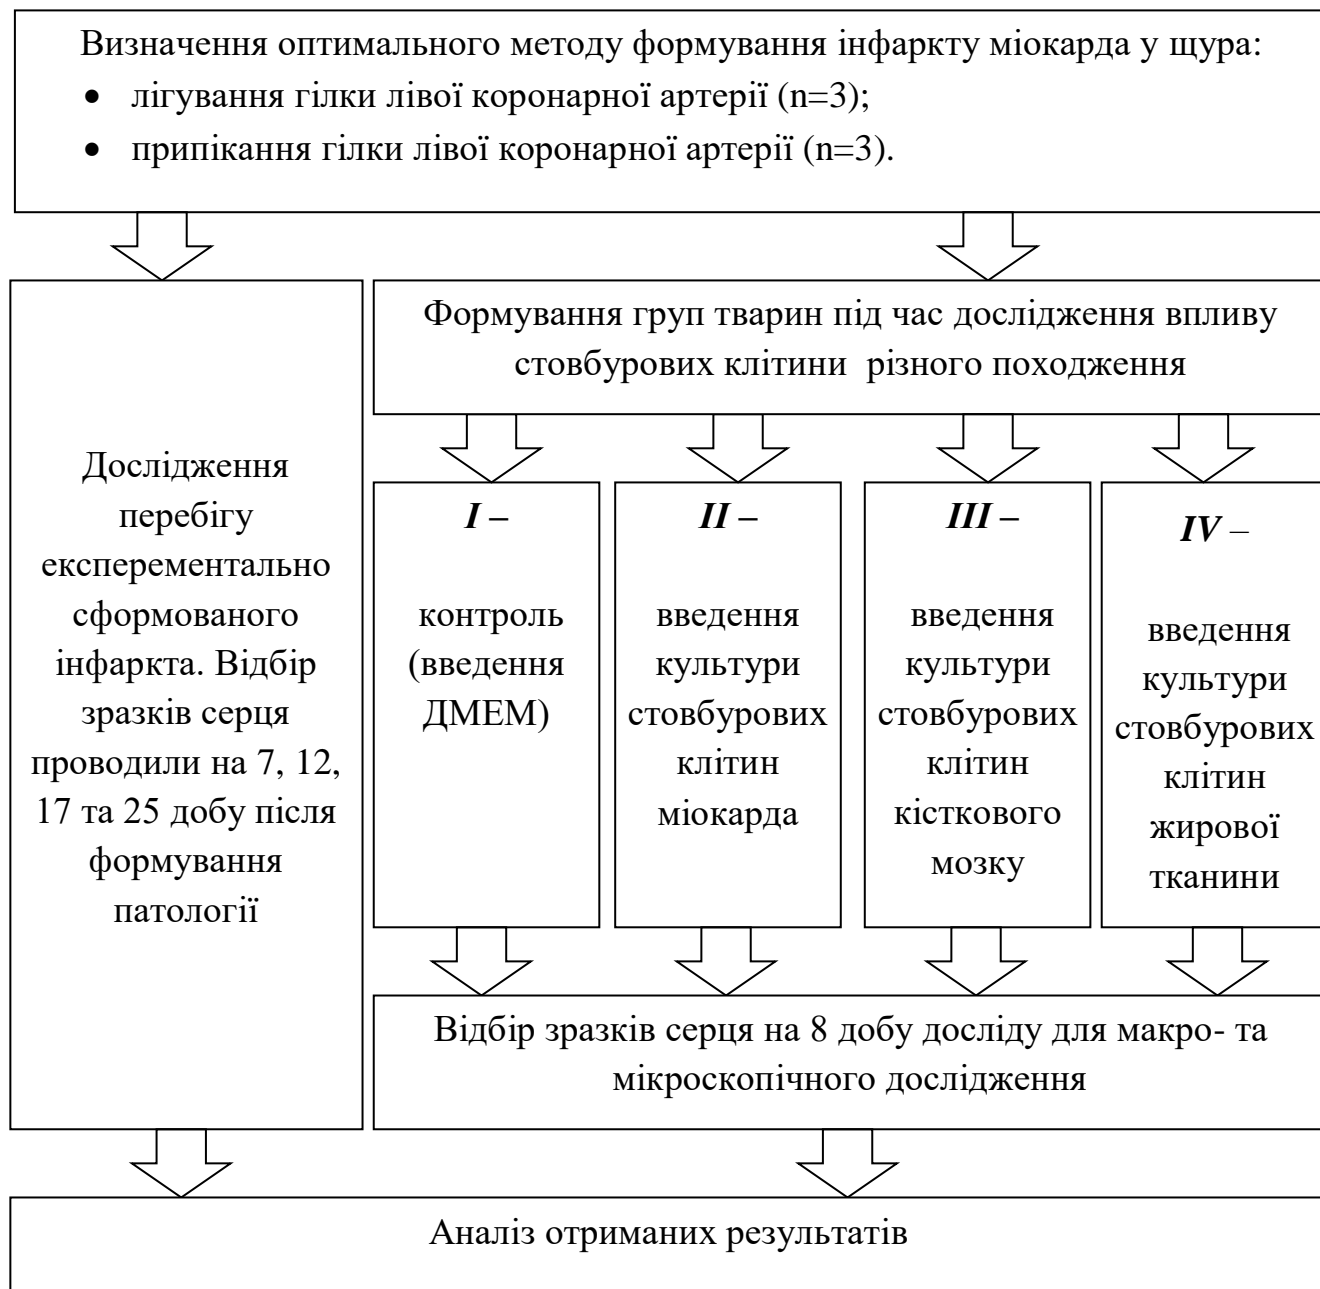 Визначення оптимального методу формування інфаркту міокарда у щура:
• лігування гілки лівої коронарної артерії (n=3);
• припікання гілки лівої коронарної артерії (n=3).
Дослідження
перебігу
експерементально
сформованого
інфаркта. Відбір
зразків серця
проводили на 7, 12,
17 та 25 добу після
формування
патології
Формування груп тварин під час дослідження впливу
стовбурових клітини різного походження
I –
контроль
(введення
ДМЕМ)
II –
введення
культури
стовбурових
клітин
міокарда
III –
введення
культури
стовбурових
клітин
кісткового
мозку
IV –
введення
культури
стовбурових
клітин
жирової
тканини
Відбір зразків серця на 8 добу досліду для макро- та
мікроскопічного дослідження
Аналіз отриманих результатів